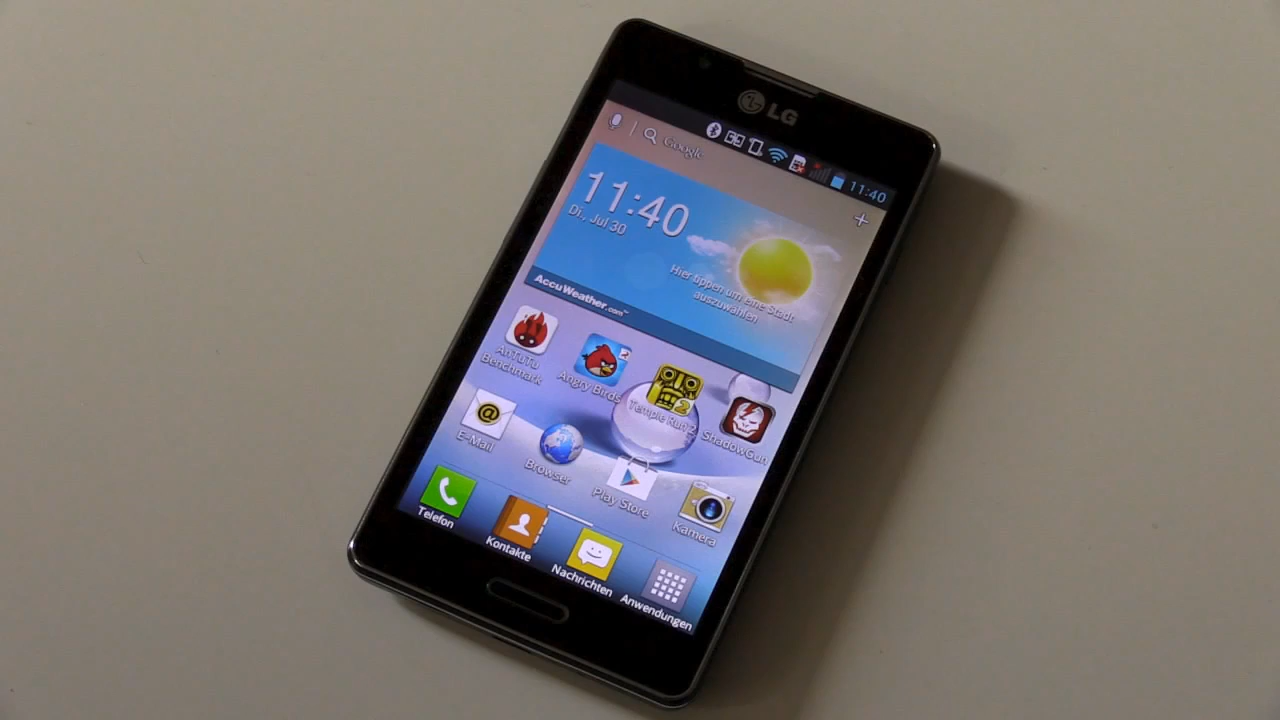 LG
Google
11:40
11:40
Di., Jul 30
Hier tippen um eine Stadt
auszuwählen
AccuWeather.com™
AnTuTu
Benchmark
Angry Birds
Temple Run 2
ShadowGun
E-Mail
Browser
Play Store
Kamera
Telefon
Kontakte
Nachrichten
Anwendungen